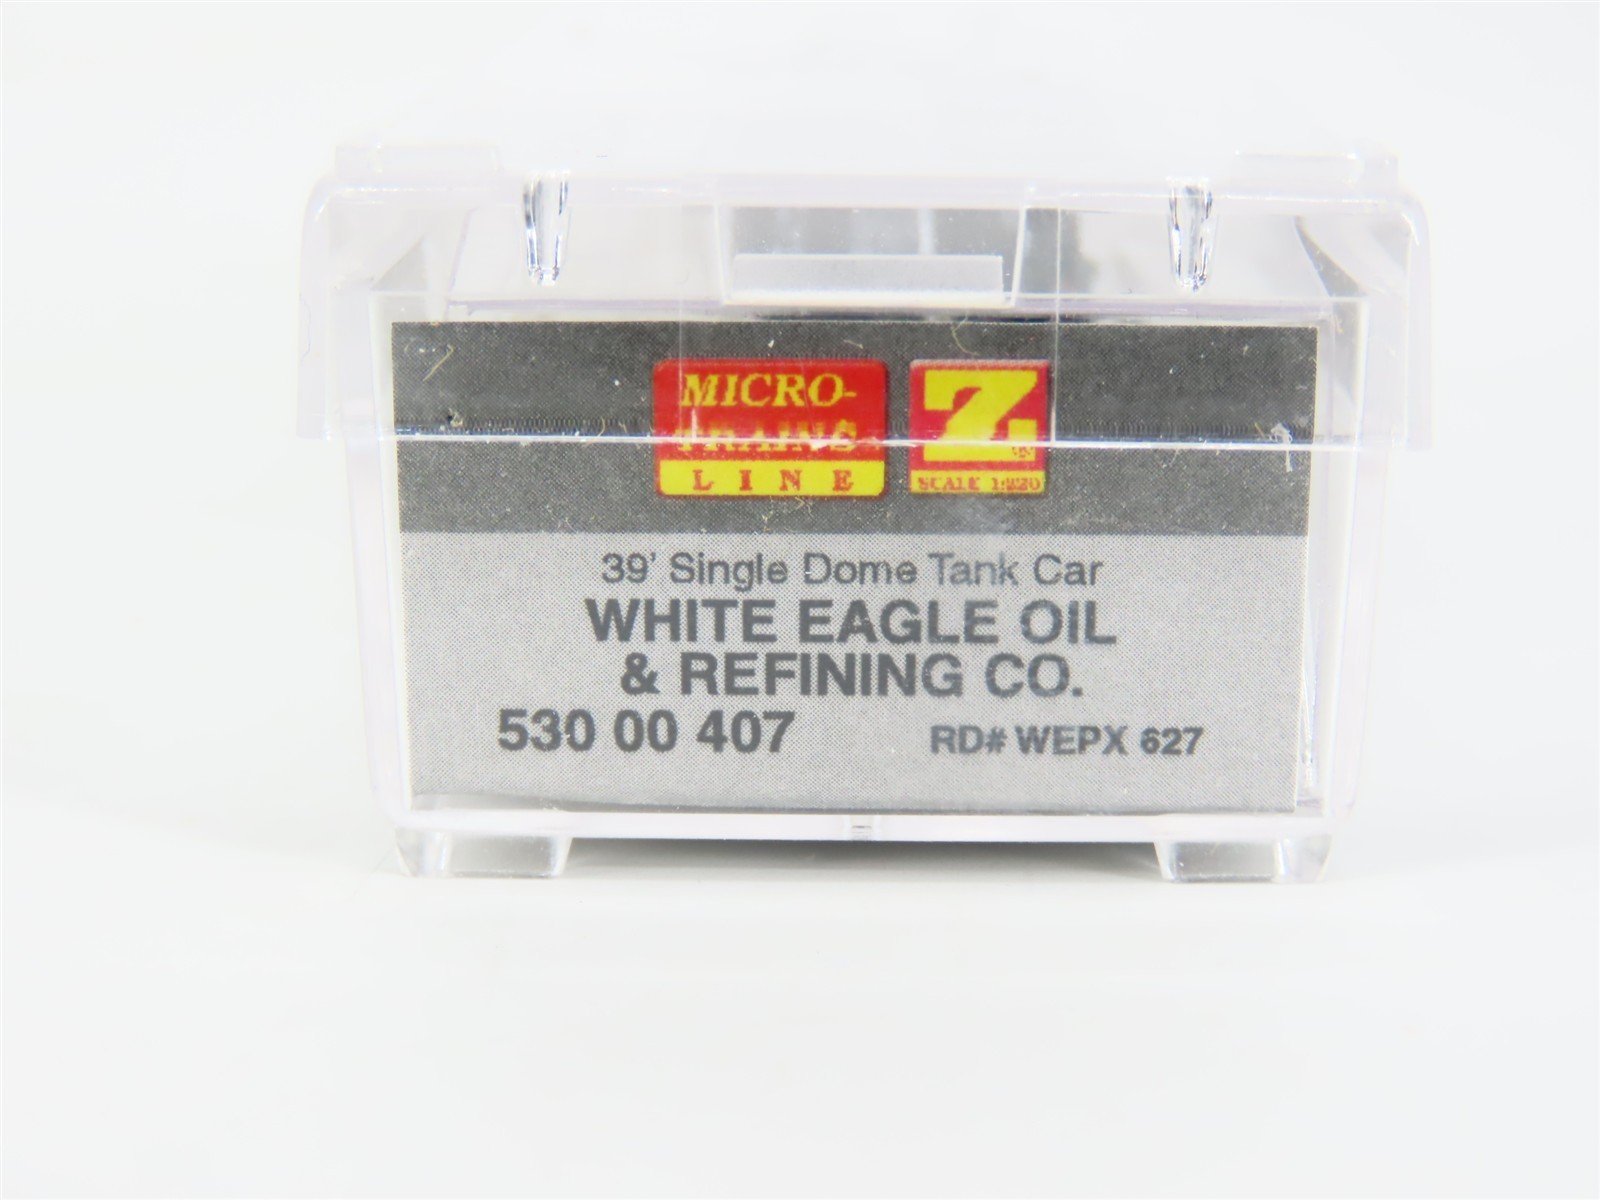 MICRO-
TRAINS
LINE
Z
SCALE 1:220
39' Single Dome Tank Car
WHITE EAGLE OIL
& REFINING CO.
530 00 407 RD# WEPX 627